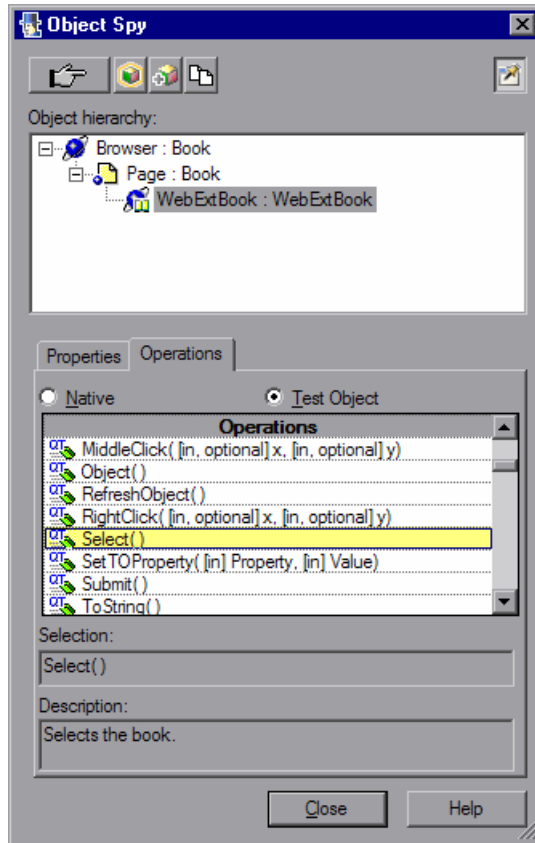 Object Spy
Object hierarchy:
Browser : Book
Page : Book
WebExtBook : WebExtBook
Properties
Operations
Native
Test Object
Operations
MiddleClick( [in, optional] x, [in, optional] y)
Object( )
RefreshObject( )
RightClick( [in, optional] x, [in, optional] y)
Select( )
SetTOProperty( [in] Property, [in] Value)
Submit( )
ToString( )
Selection:
Select( )
Description:
Selects the book.
Close
Help